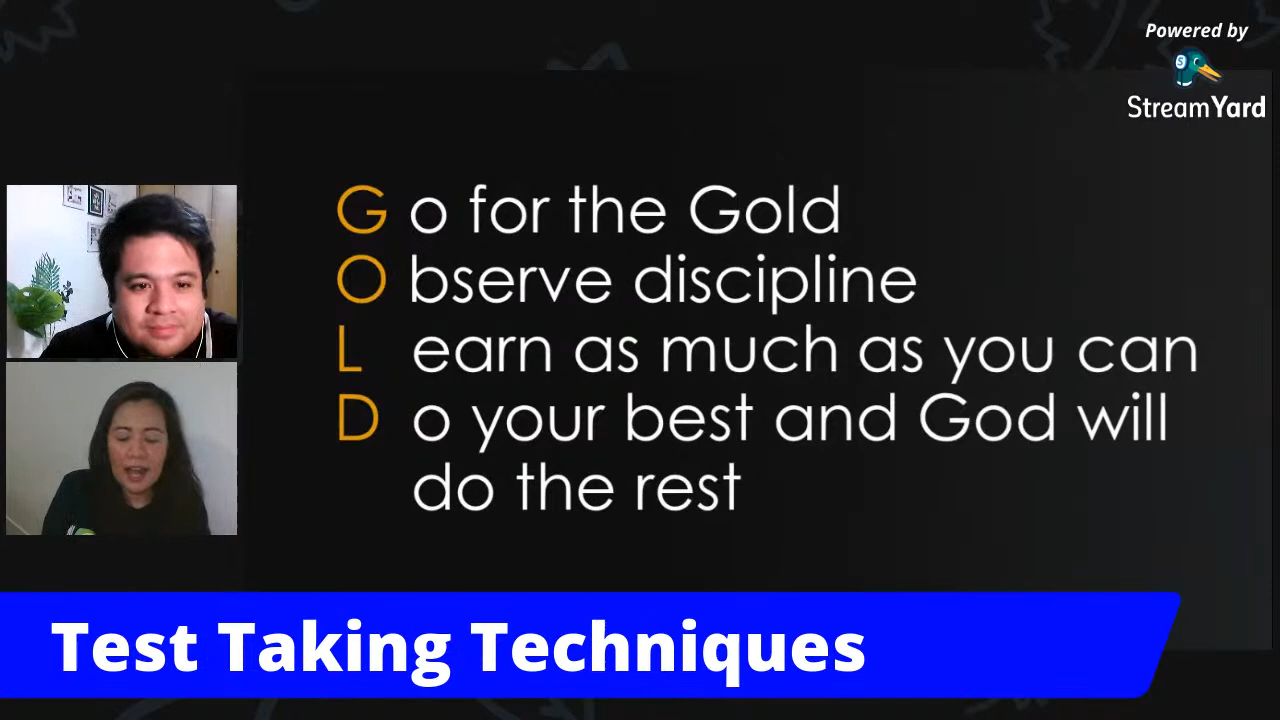 Powered by
StreamYard
G o for the Gold
O bserve discipline
L earn as much as you can
D o your best and God will
do the rest
Test Taking Techniques